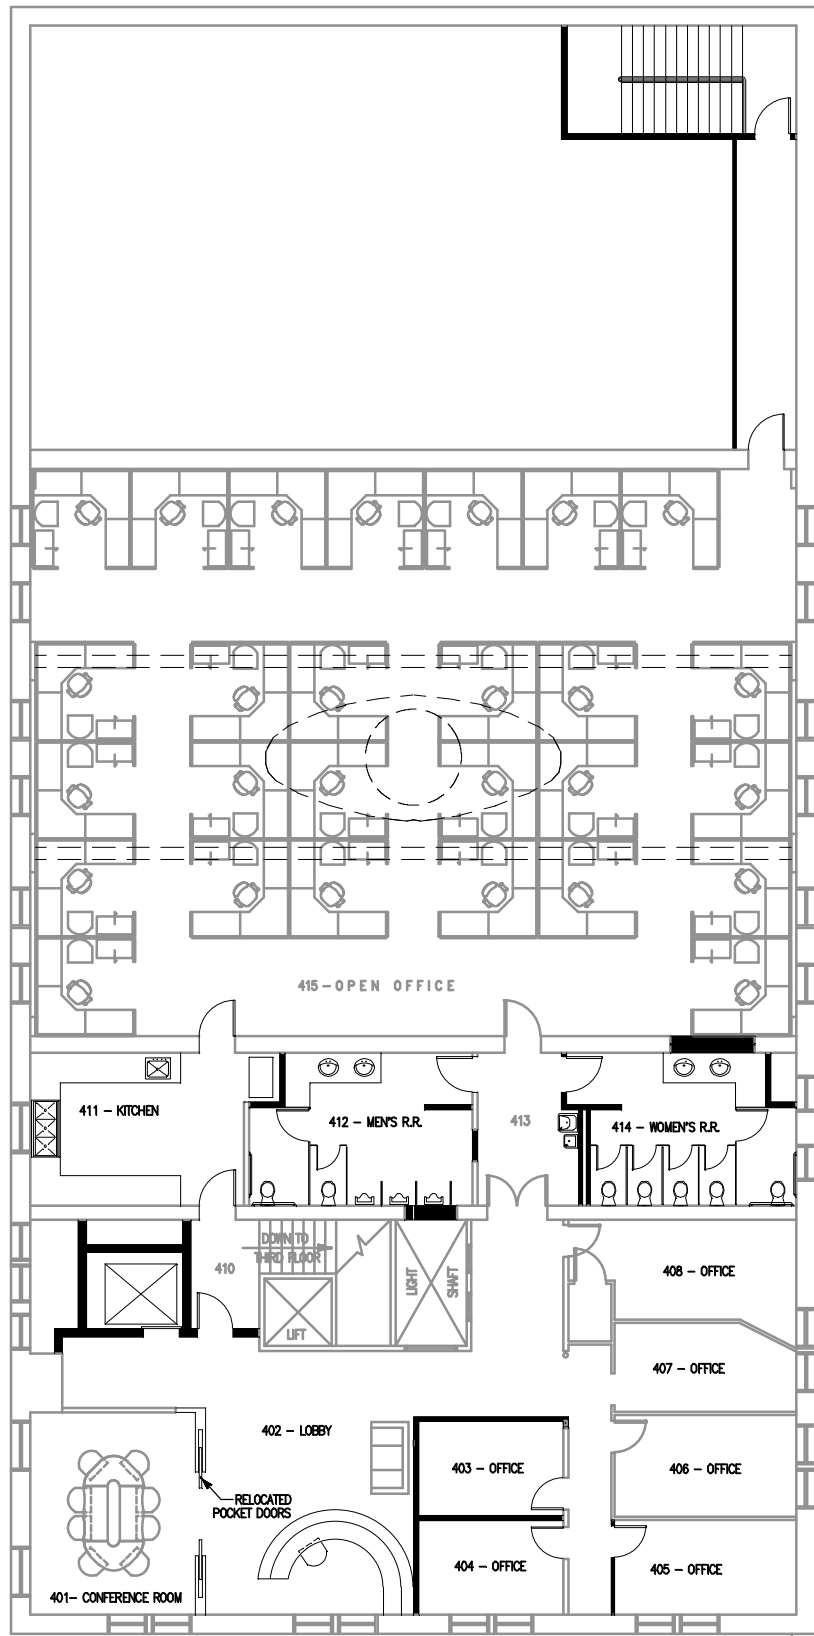 415 - OPEN OFFICE
411 - KITCHEN
412 - MEN'S R.R.
413
414 - WOMEN'S R.R.
DOWN TO
THIRD FLOOR
410
LIGHT
SHAFT
LIFT
408 - OFFICE
407 - OFFICE
402 - LOBBY
403 - OFFICE
406 - OFFICE
RELOCATED
POCKET DOORS
404 - OFFICE
405 - OFFICE
401- CONFERENCE ROOM